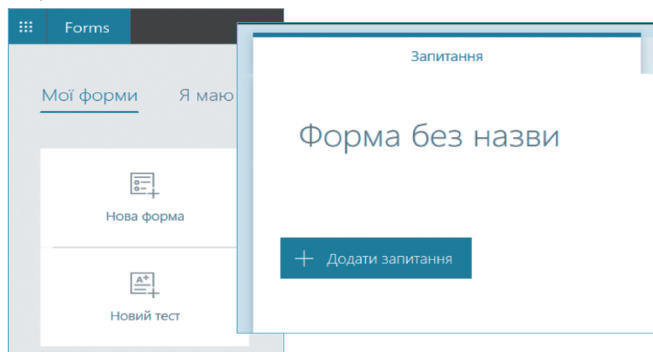 Forms
Мої форми
Я маю
Нова форма
Новий тест
Запитання
Форма без назви
Додати запитання